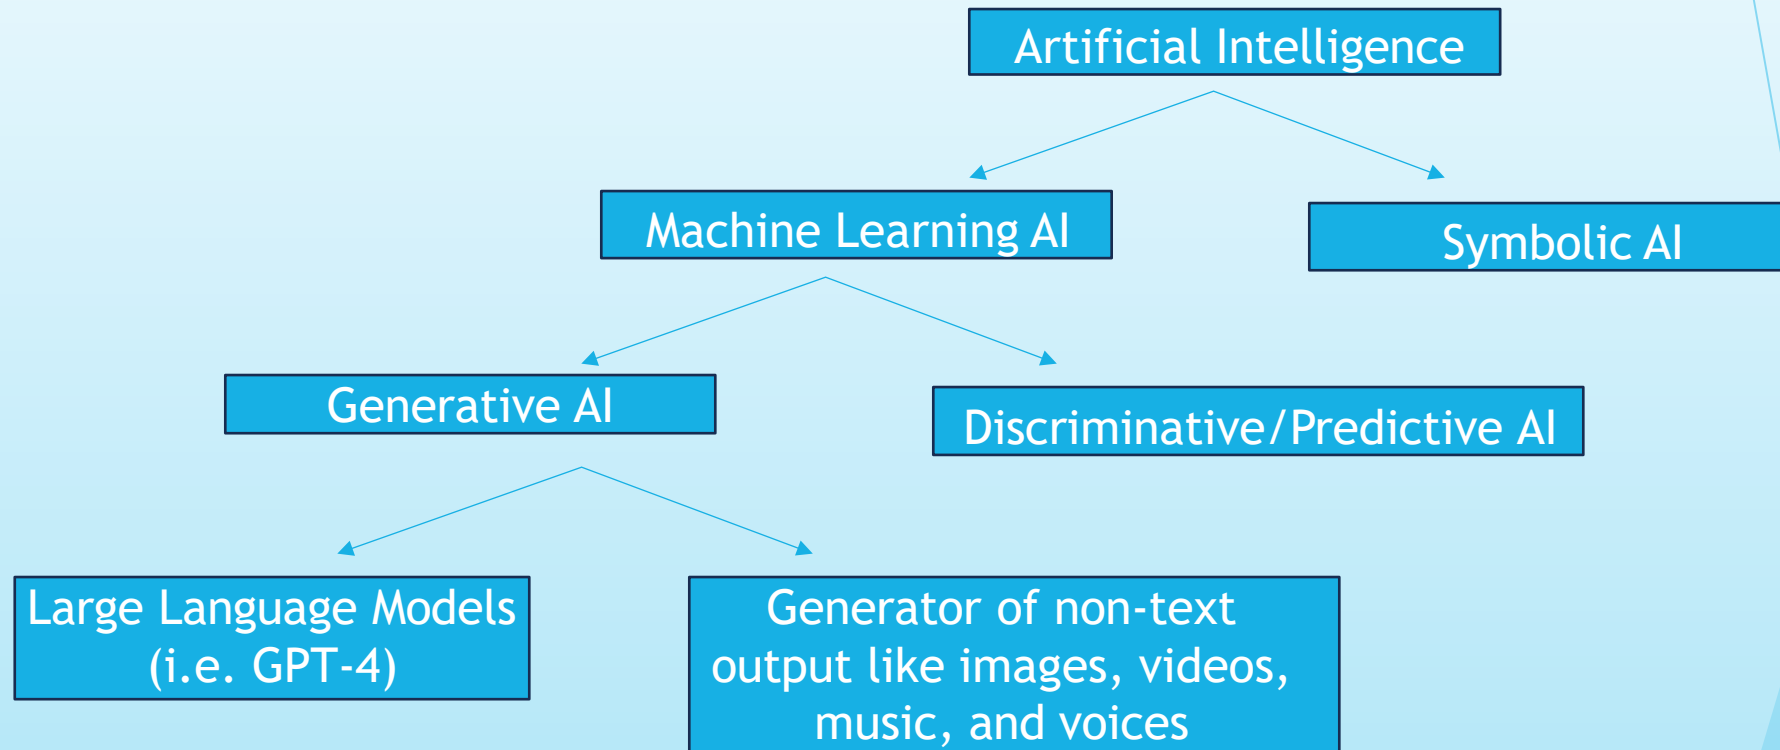 Artificial Intelligence
Machine Learning AI
Symbolic AI
Generative AI
Discriminative/Predictive AI
Large Language Models
(i.e. GPT-4)
Generator of non-text
output like images, videos,
music, and voices